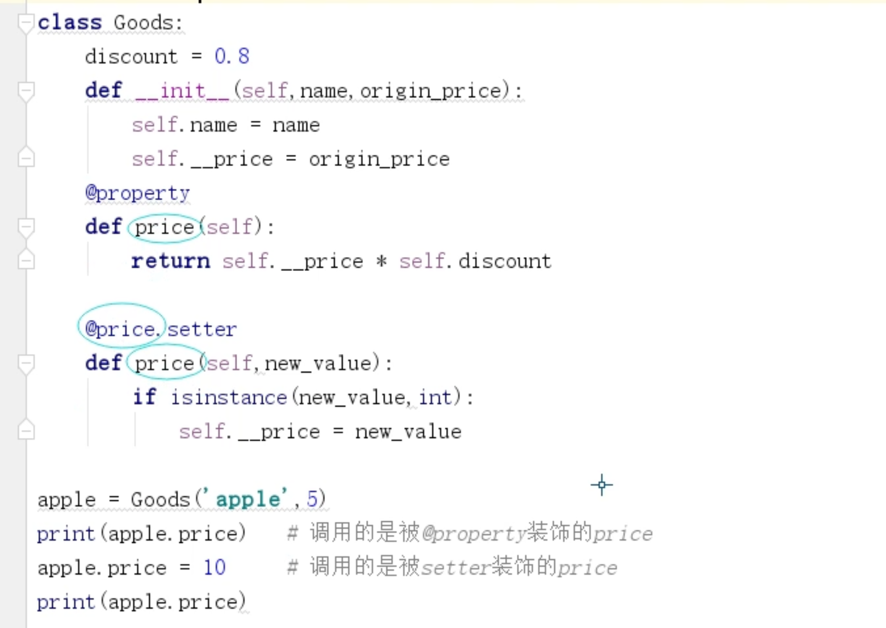 class Goods:
    discount = 0.8
    def __init__(self,name,origin_price):
        self.name = name
        self.__price = origin_price
    @property
    def price(self):
        return self.__price * self.discount

    @price.setter
    def price(self,new_value):
        if isinstance(new_value,int):
            self.__price = new_value

apple = Goods('apple',5)
print(apple.price)   # 调用的是被@property装饰的price
apple.price = 10     # 调用的是被setter装饰的price
print(apple.price)